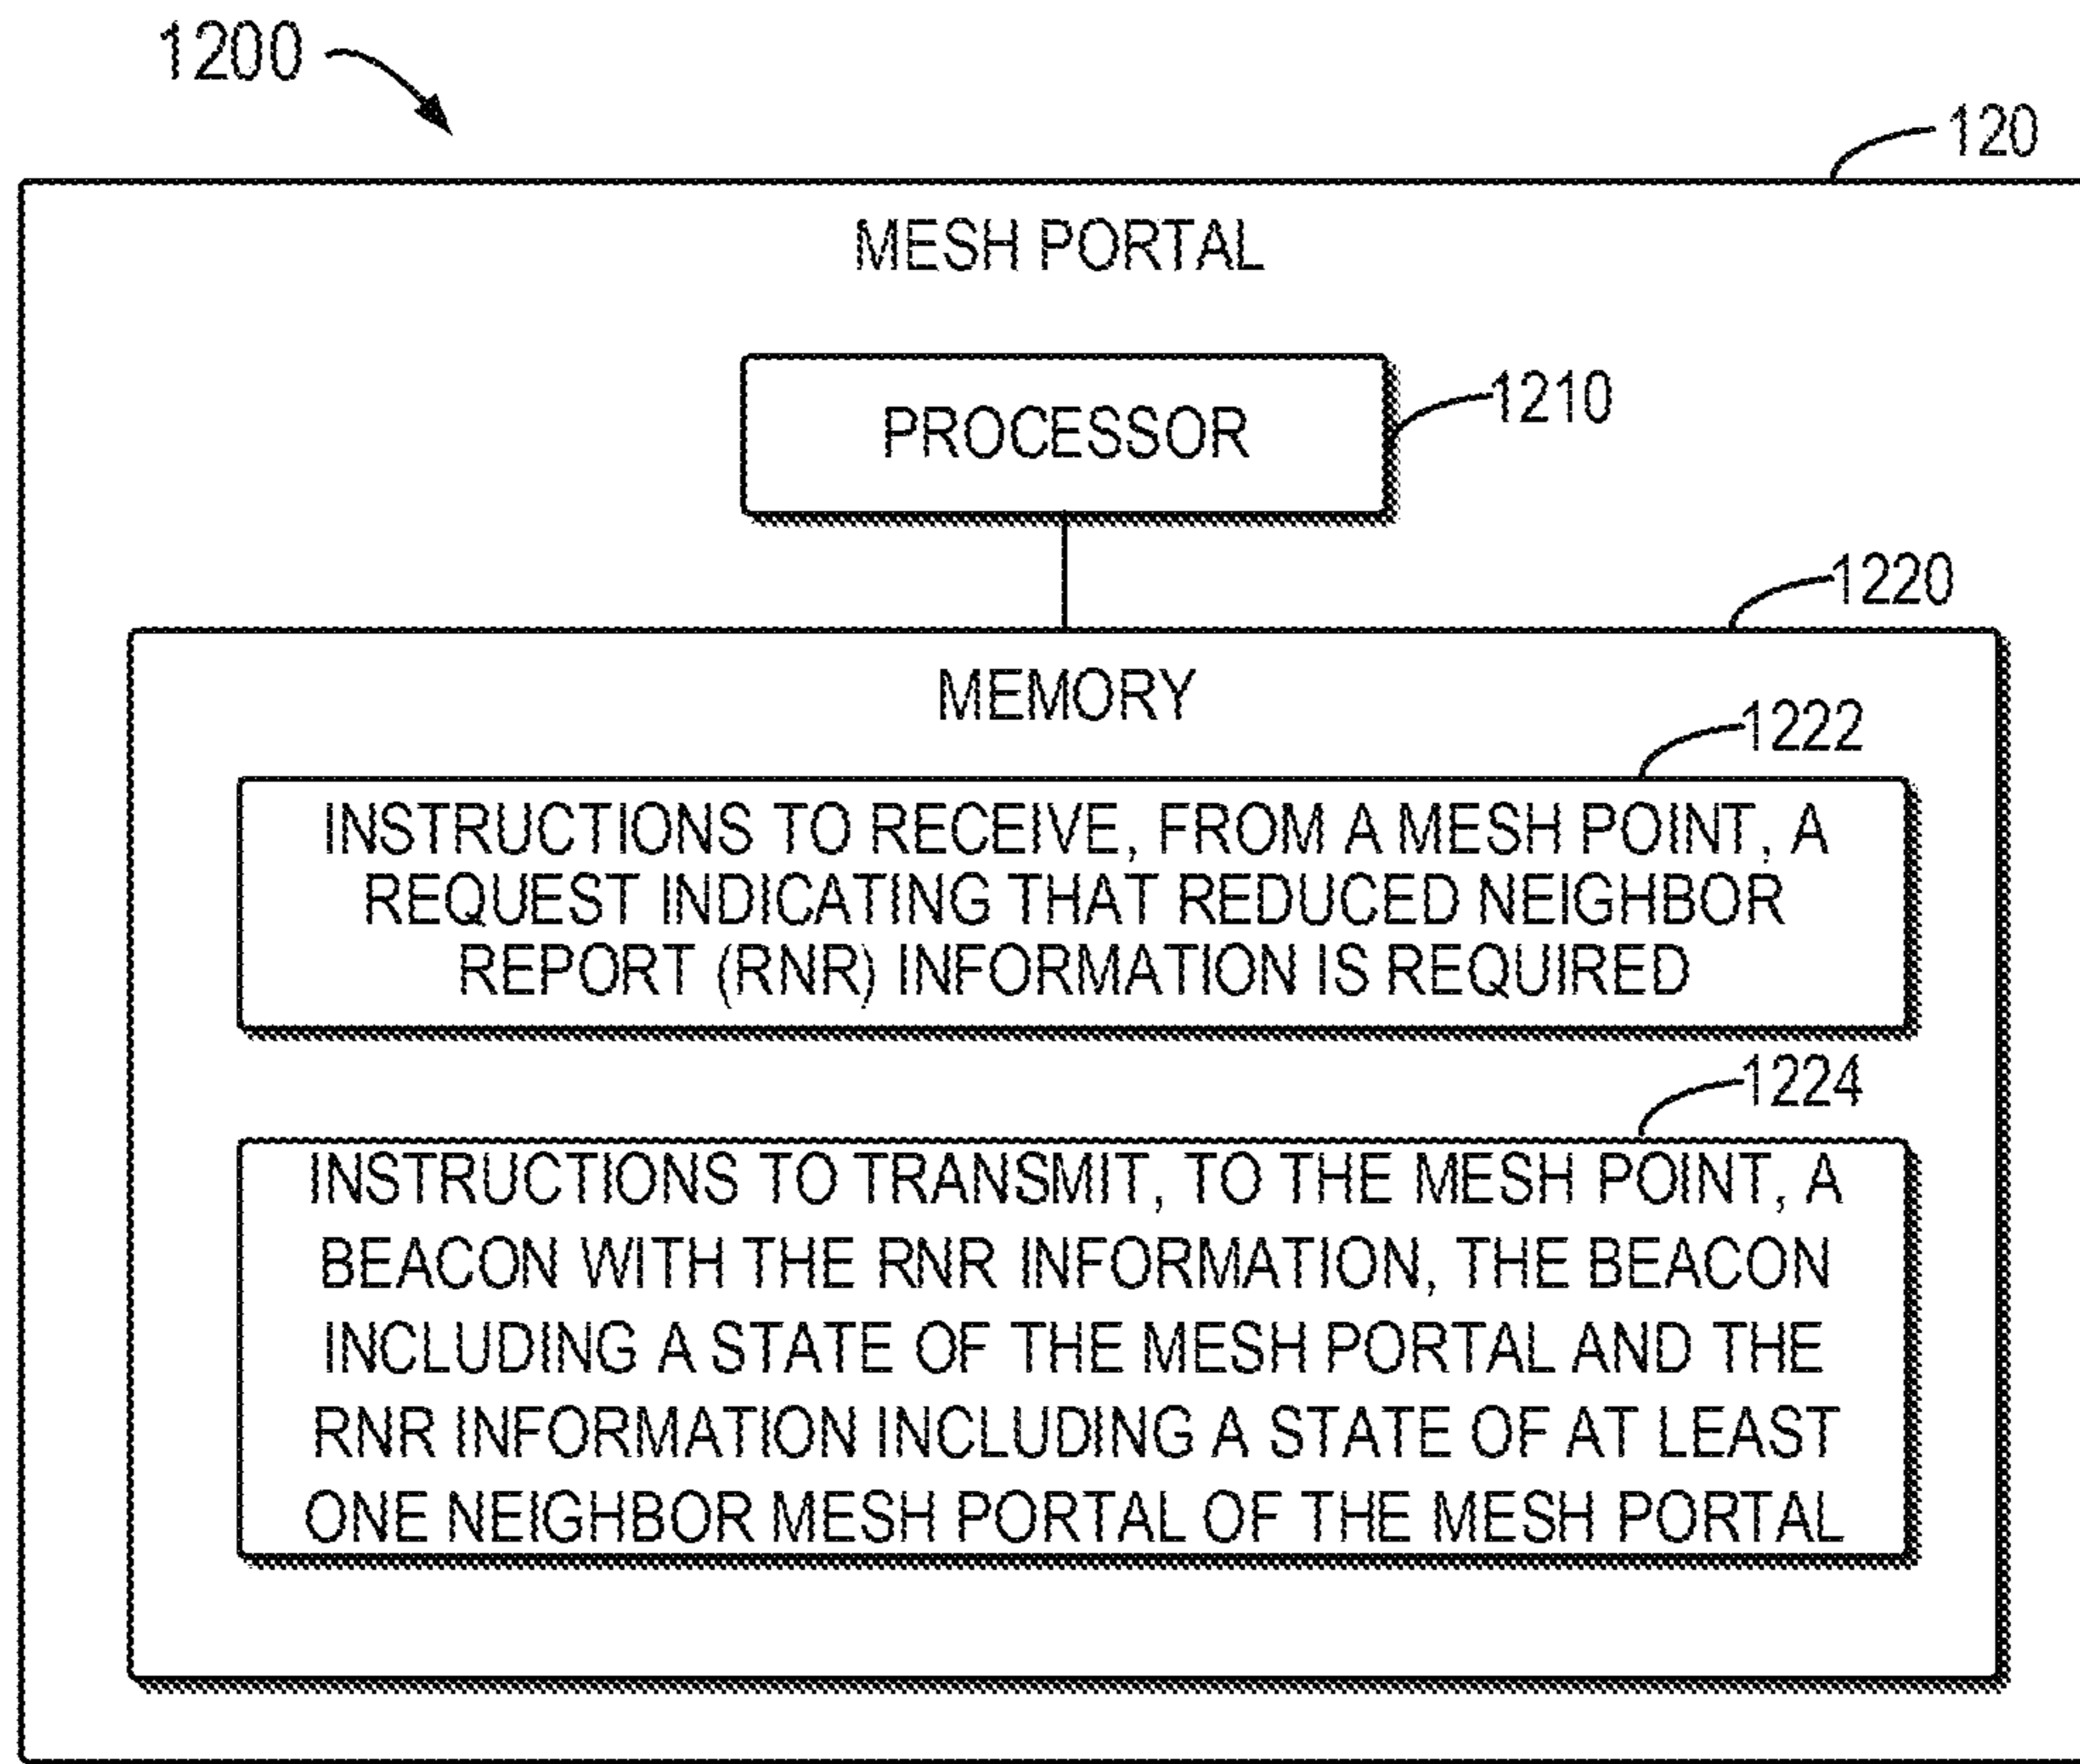 1200
120
MESH PORTAL
PROCESSOR
1210
1220
MEMORY
1222
INSTRUCTIONS TO RECEIVE, FROM A MESH POINT, A
REQUEST INDICATING THAT REDUCED NEIGHBOR
REPORT (RNR) INFORMATION IS REQUIRED
1224
INSTRUCTIONS TO TRANSMIT, TO THE MESH POINT, A
BEACON WITH THE RNR INFORMATION, THE BEACON
INCLUDING A STATE OF THE MESH PORTAL AND THE
RNR INFORMATION INCLUDING A STATE OF AT LEAST
ONE NEIGHBOR MESH PORTAL OF THE MESH PORTAL